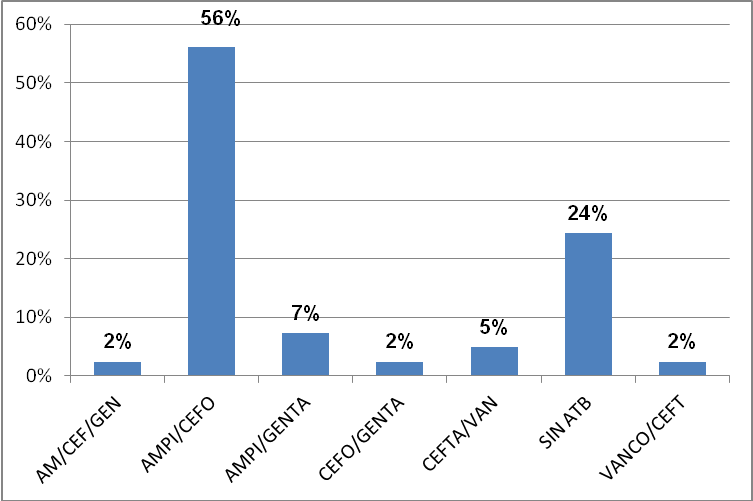 60%
50%
40%
30%
20%
10%
0%
2%
56%
7%
2%
5%
24%
2%
AM/CEF/GEN
AMPI/CEFO
AMPI/GENTA
CEFO/GENTA
CEFTA/VAN
SIN ATB
VANCO/CEFT